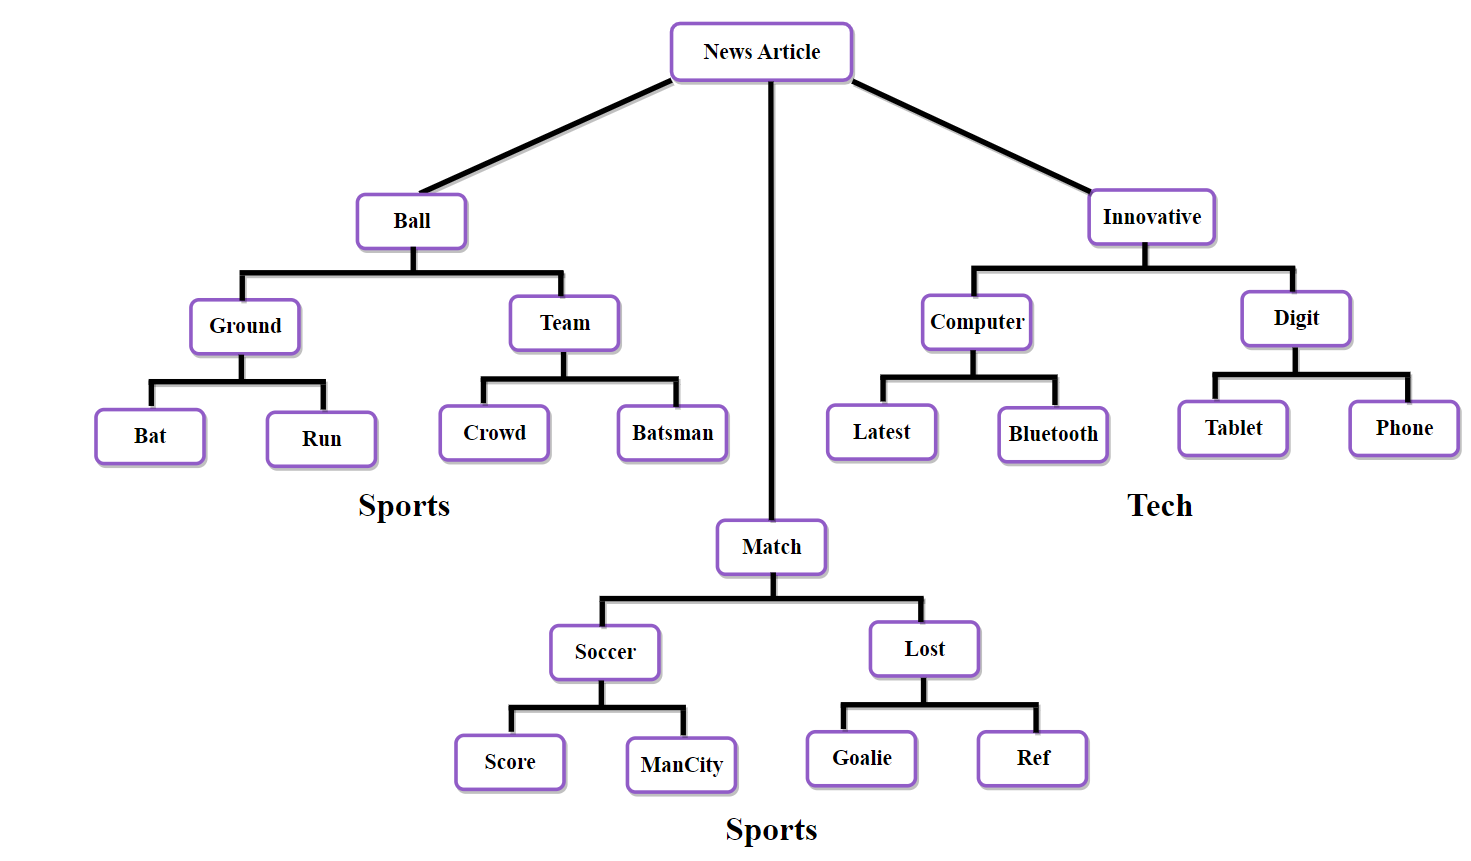 News Article
Ball
Innovative
Ground
Team
Computer
Digit
Bat
Run
Crowd
Batsman
Latest
Bluetooth
Tablet
Phone
Sports
Tech
Match
Soccer
Lost
Score
ManCity
Goalie
Ref
Sports